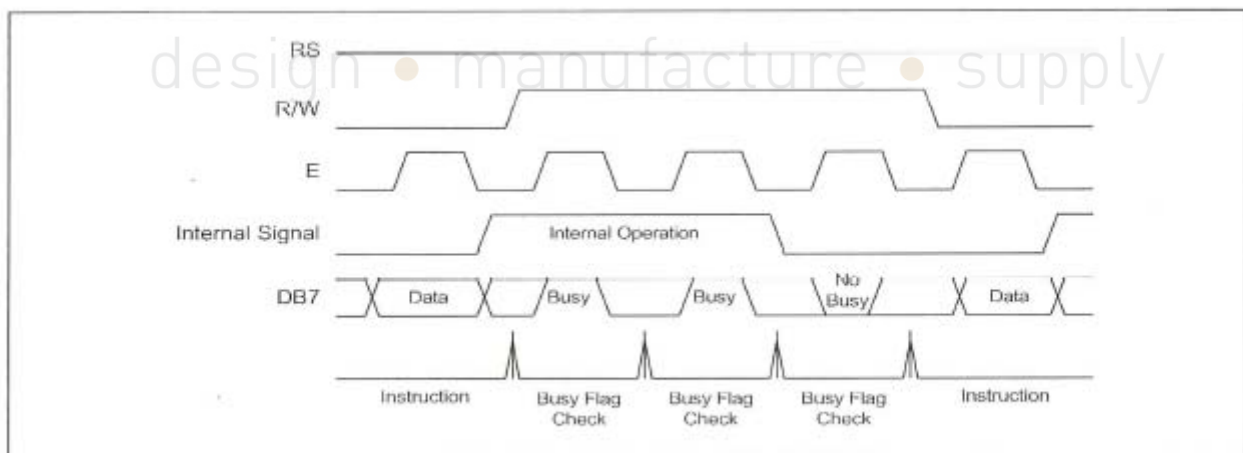 RS
design • manufacture • supply
R/W
E
Internal Signal
Internal Operation
DB7
Data
Busy
Busy
No
Busy
Data
Instruction
Busy Flag
Check
Busy Flag
Check
Busy Flag
Check
Instruction